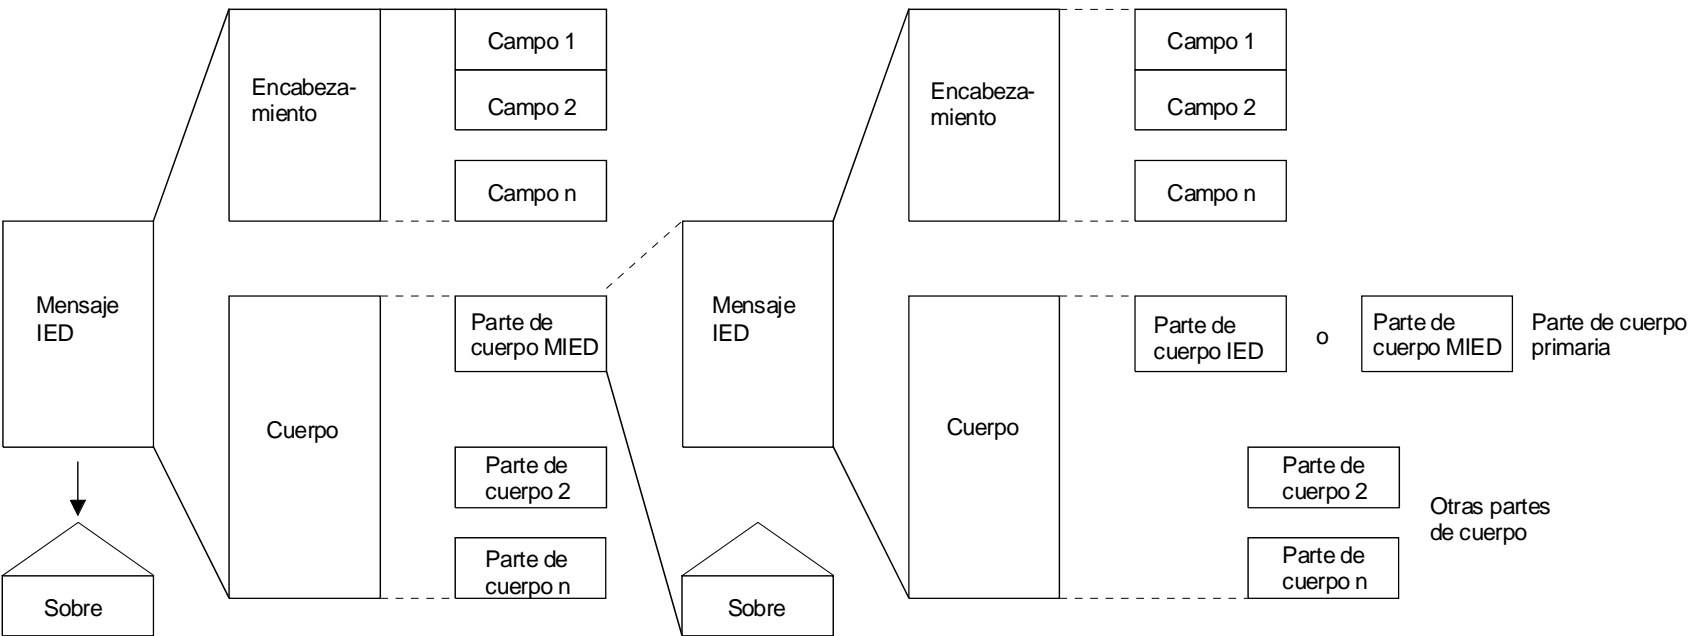 Campo 1
Encabeza-
miento
Campo 2
Campo n
Mensaje
IED
Parte de
cuerpo MIED
Cuerpo
Parte de
cuerpo 2
Parte de
cuerpo n
Sobre
Campo 1
Encabeza-
miento
Campo 2
Campo n
Mensaje
IED
Parte de
cuerpo IED
o
Parte de
cuerpo MIED
Parte de cuerpo
primaria
Cuerpo
Parte de
cuerpo 2
Otras partes
de cuerpo
Parte de
cuerpo n
Sobre